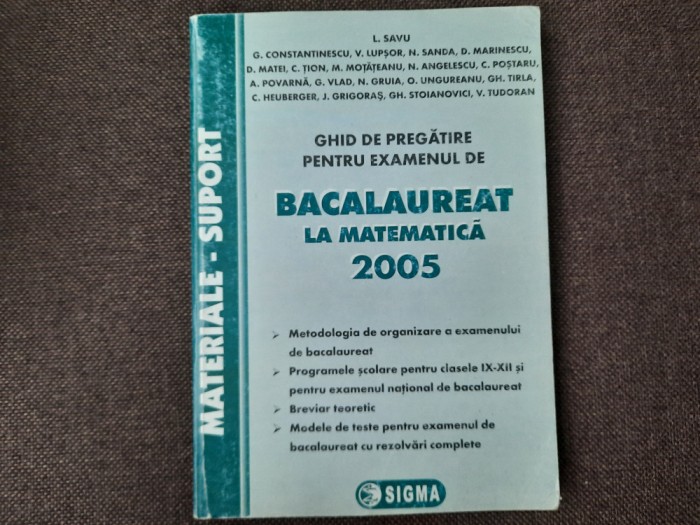 L. SAVU
G. CONSTANTINESCU, V. LUPȘOR, N. SANDA, D. MARINESCU,
D. MATEI, C. ȚION, M. MOȚĂȚEANU, N. ANGELESCU, C. POȘTARU,
A. POVARNĂ, G. VLAD, N. GRUIA, O. UNGUREANU, GH. TIRLA,
C. HEUBERGER, J. GRIGORAȘ, GH. STOIANOVICI, V. TUDORAN
GHID DE PREGĂTIRE
PENTRU EXAMENUL DE
BACALAUREAT
LA MATEMATICĂ
2005
➢ Metodologia de organizare a examenului
de bacalaureat
➢ Programele școlare pentru clasele IX-XII și
pentru examenul național de bacalaureat
➢ Breviar teoretic
➢ Modele de teste pentru examenul de
bacalaureat cu rezolvări complete
SIGMA
MATERIALE - SUPORT